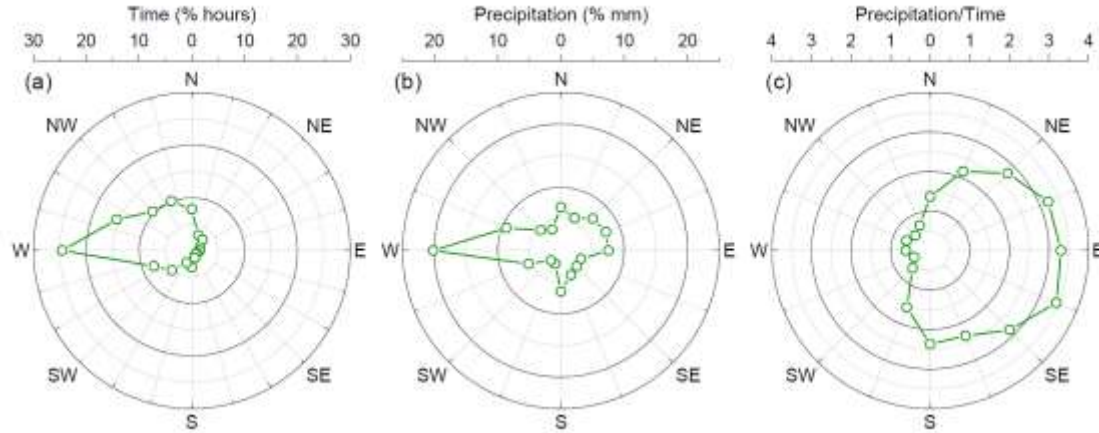 Time (% hours)
30 20 10 0 10 20 30
(a)
N
NW NE
W E
SW SE
S
Precipitation (% mm)
20 10 0 10 20
(b)
N
NW NE
W E
SW SE
S
Precipitation/Time
4 3 2 1 0 1 2 3 4
(c)
N
NW NE
W E
SW SE
S